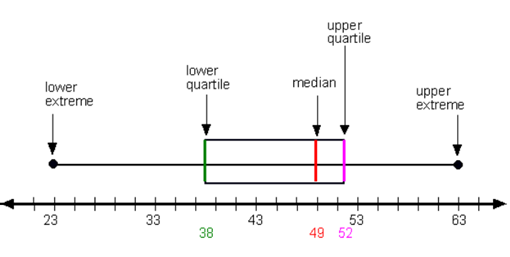 upper
quartile
lower
quartile
median
lower
extreme
upper
extreme
23 33 43 53 63
38 49 52